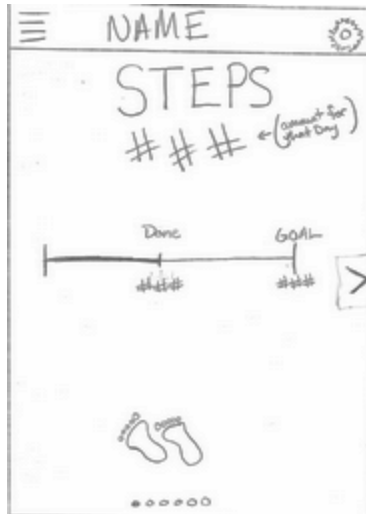 NAME
STEPS
### ← (amount for that Day)
Done GOAL
### ###
>